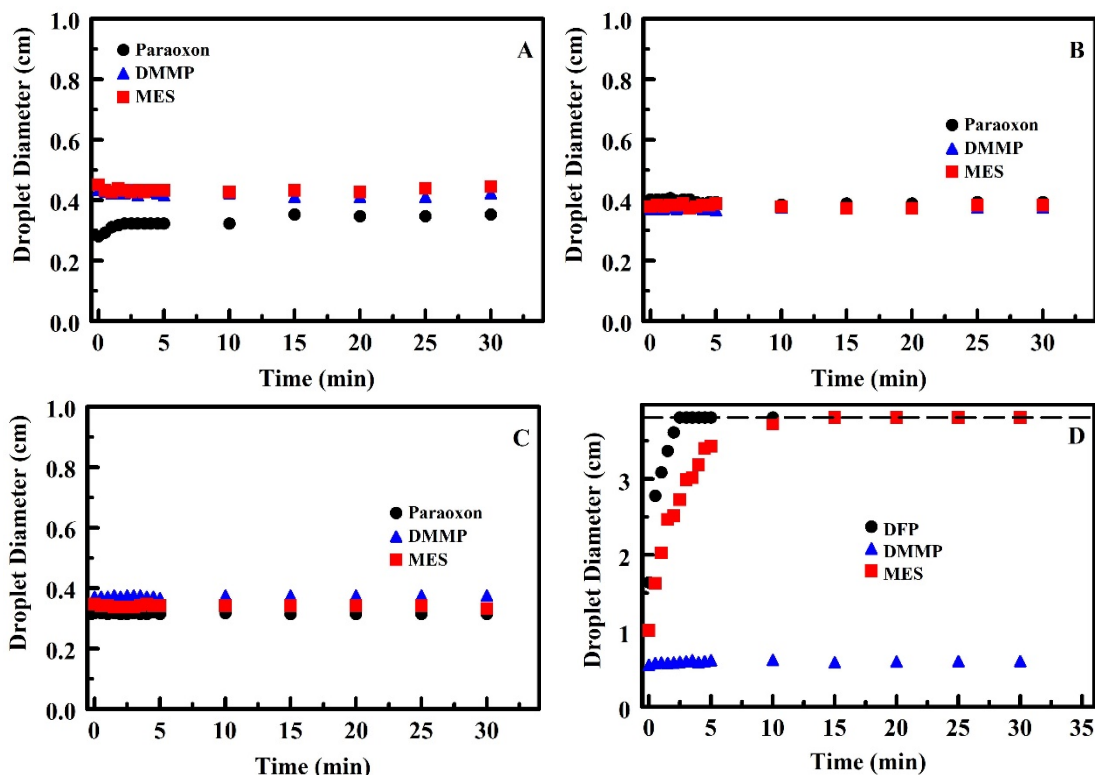 A
Paraoxon
DMMP
MES
Droplet Diameter (cm)
1.0
0.8
0.6
0.4
0.2
0.0
0 5 10 15 20 25 30
Time (min)
B
Paraoxon
DMMP
MES
Droplet Diameter (cm)
1.0
0.8
0.6
0.4
0.2
0.0
0 5 10 15 20 25 30
Time (min)
C
Paraoxon
DMMP
MES
Droplet Diameter (cm)
1.0
0.8
0.6
0.4
0.2
0.0
0 5 10 15 20 25 30
Time (min)
D
DFP
DMMP
MES
Droplet Diameter (cm)
3
2
1
0
0 5 10 15 20 25 30 35
Time (min)